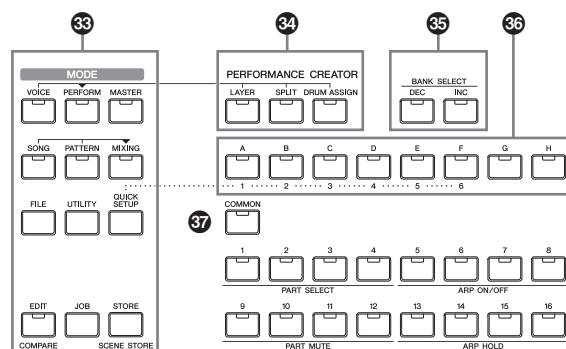 33 34 35 36
MODE
VOICE PERFORM MASTER
SONG PATTERN MIXING
FILE UTILITY QUICK SETUP
EDIT JOB STORE
COMPARE SCENE STORE
PERFORMANCE CREATOR
LAYER SPLIT DRUM ASSIGN
BANK SELECT
DEC INC
A B C D E F G H
1 2 3 4 5 6
37
COMMON
1 2 3 4 5 6 7 8
PART SELECT ARP ON/OFF
9 10 11 12 13 14 15 16
PART MUTE ARP HOLD